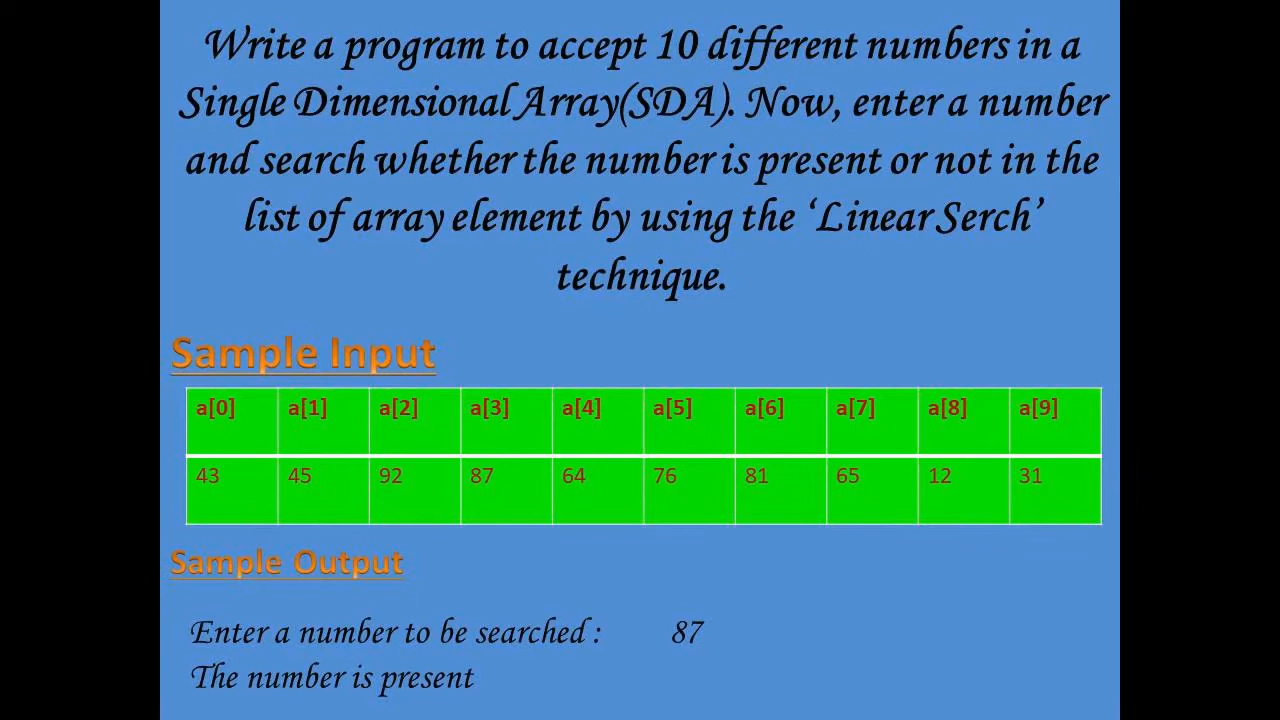 Write a program to accept 10 different numbers in a
Single Dimensional Array(SDA). Now, enter a number
and search whether the number is present or not in the
list of array element by using the ‘Linear Serch’
technique.
Sample Input
a[0] a[1] a[2] a[3] a[4] a[5] a[6] a[7] a[8] a[9]
43 45 92 87 64 76 81 65 12 31
Sample Output
Enter a number to be searched : 87
The number is present